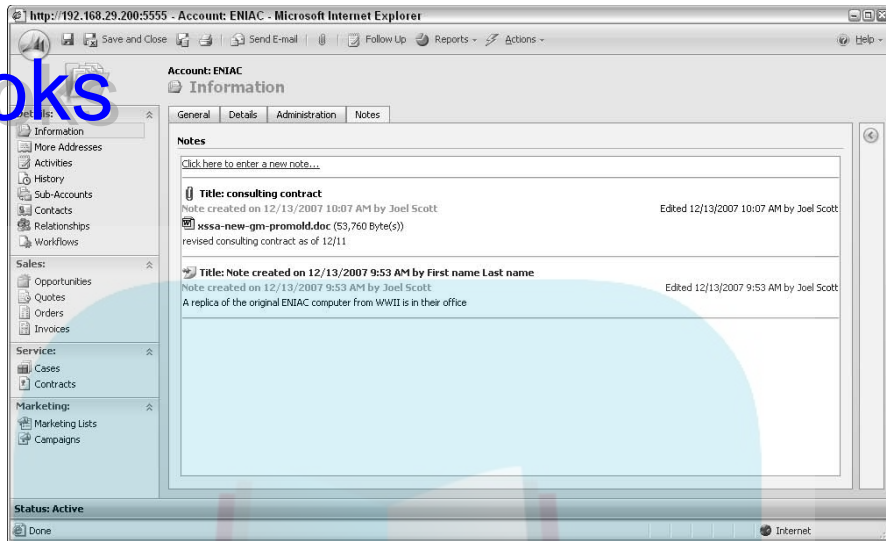 http://192.168.29.200:5555 - Account: ENIAC - Microsoft Internet Explorer
Save and Close Send E-mail Follow Up Reports Actions Help
Account: ENIAC
Information
oks
Details:
Information
More Addresses
Activities
History
Sub-Accounts
Contacts
Relationships
Workflows
Sales:
Opportunities
Quotes
Orders
Invoices
Service:
Cases
Contracts
Marketing:
Marketing Lists
Campaigns
General Details Administration Notes
Notes
Click here to enter a new note...
Title: consulting contract
Note created on 12/13/2007 10:07 AM by Joel Scott Edited 12/13/2007 10:07 AM by Joel Scott
xssa-new-gm-promold.doc (53,760 Byte(s))
revised consulting contract as of 12/11
Title: Note created on 12/13/2007 9:53 AM by First name Last name
Note created on 12/13/2007 9:53 AM by Joel Scott Edited 12/13/2007 9:53 AM by Joel Scott
A replica of the original ENIAC computer from WWII is in their office
Status: Active
Done Internet